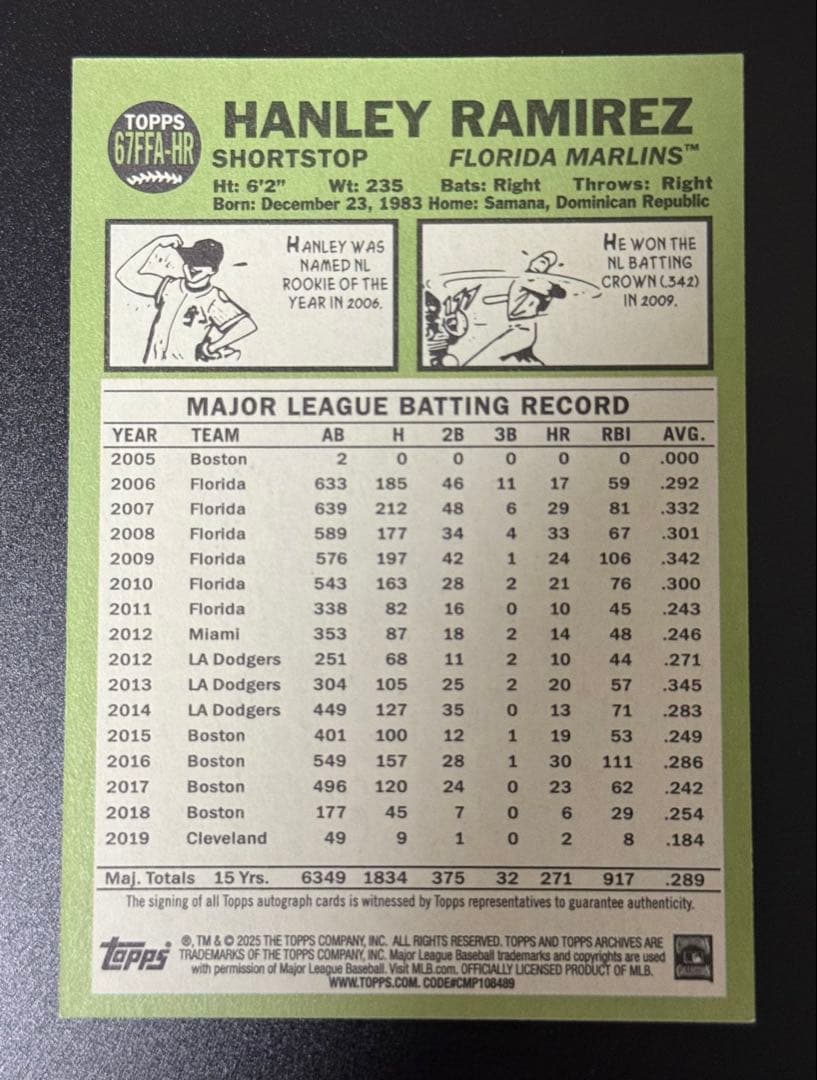 TOPPS
67FFA-HR
HANLEY RAMIREZ
SHORTSTOP FLORIDA MARLINS™
Ht: 6'2" Wt: 235 Bats: Right Throws: Right
Born: December 23, 1983 Home: Samana, Dominican Republic
HANLEY WAS
NAMED NL
ROOKIE OF THE
YEAR IN 2006.
HE WON THE
NL BATTING
CROWN (.342)
IN 2009.
MAJOR LEAGUE BATTING RECORD
YEAR TEAM AB H 2B 3B HR RBI AVG.
2005 Boston 2 0 0 0 0 0 .000
2006 Florida 633 185 46 11 17 59 .292
2007 Florida 639 212 48 6 29 81 .332
2008 Florida 589 177 34 4 33 67 .301
2009 Florida 576 197 42 1 24 106 .342
2010 Florida 543 163 28 2 21 76 .300
2011 Florida 338 82 16 0 10 45 .243
2012 Miami 353 87 18 2 14 48 .246
2012 LA Dodgers 251 68 11 2 10 44 .271
2013 LA Dodgers 304 105 25 2 20 57 .345
2014 LA Dodgers 449 127 35 0 13 71 .283
2015 Boston 401 100 12 1 19 53 .249
2016 Boston 549 157 28 1 30 111 .286
2017 Boston 496 120 24 0 23 62 .242
2018 Boston 177 45 7 0 6 29 .254
2019 Cleveland 49 9 1 0 2 8 .184
Maj. Totals 15 Yrs. 6349 1834 375 32 271 917 .289
The signing of all Topps autograph cards is witnessed by Topps representatives to guarantee authenticity.
topps
®, TM & © 2025 THE TOPPS COMPANY, INC. ALL RIGHTS RESERVED. TOPPS AND TOPPS ARCHIVES ARE
TRADEMARKS OF THE TOPPS COMPANY, INC. Major League Baseball trademarks and copyrights are used
with permission of Major League Baseball. Visit MLB.com. OFFICIALLY LICENSED PRODUCT OF MLB.
WWW.TOPPS.COM. CODE#CMP108489